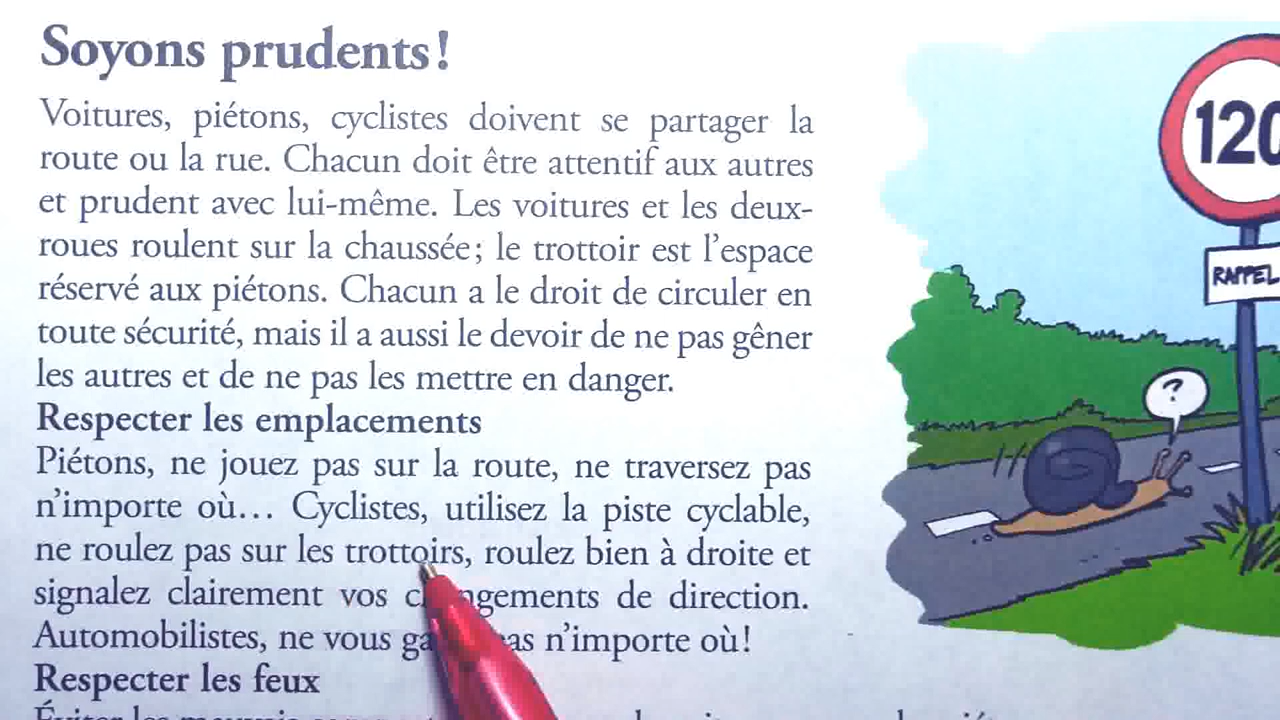 Soyons prudents !
Voitures, piétons, cyclistes doivent se partager la
route ou la rue. Chacun doit être attentif aux autres
et prudent avec lui-même. Les voitures et les deux-
roues roulent sur la chaussée ; le trottoir est l'espace
réservé aux piétons. Chacun a le droit de circuler en
toute sécurité, mais il a aussi le devoir de ne pas gêner
les autres et de ne pas les mettre en danger.
Respecter les emplacements
Piétons, ne jouez pas sur la route, ne traversez pas
n'importe où... Cyclistes, utilisez la piste cyclable,
ne roulez pas sur les trottoirs, roulez bien à droite et
signalez clairement vos de direction.
Automobilistes, ne vous n'importe où !
Respecter les feux
120
RAPPEL
?